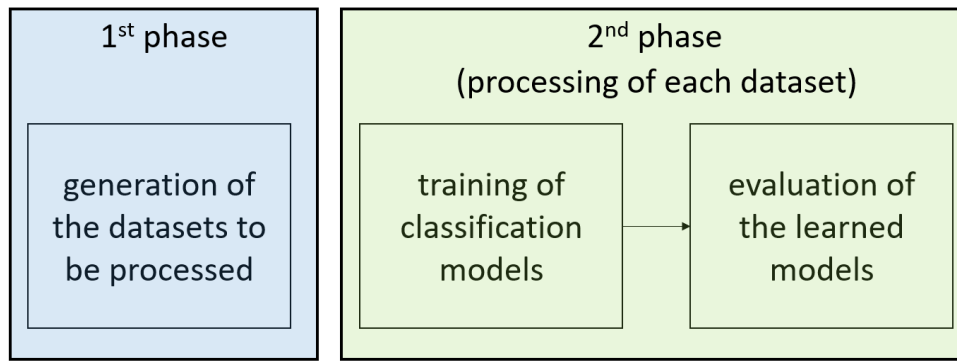 1st phase
generation of
the datasets to
be processed
2nd phase
(processing of each dataset)
training of
classification
models
evaluation of
the learned
models